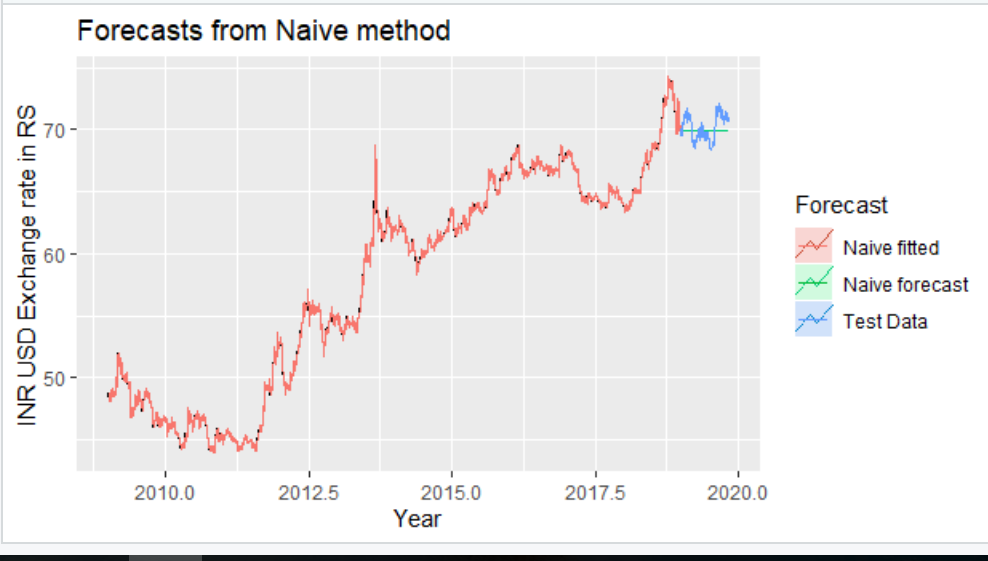 Forecasts from Naive method
INR USD Exchange rate in RS
70
60
50
2010.0 2012.5 2015.0 2017.5 2020.0
Year
Forecast
Naive fitted
Naive forecast
Test Data